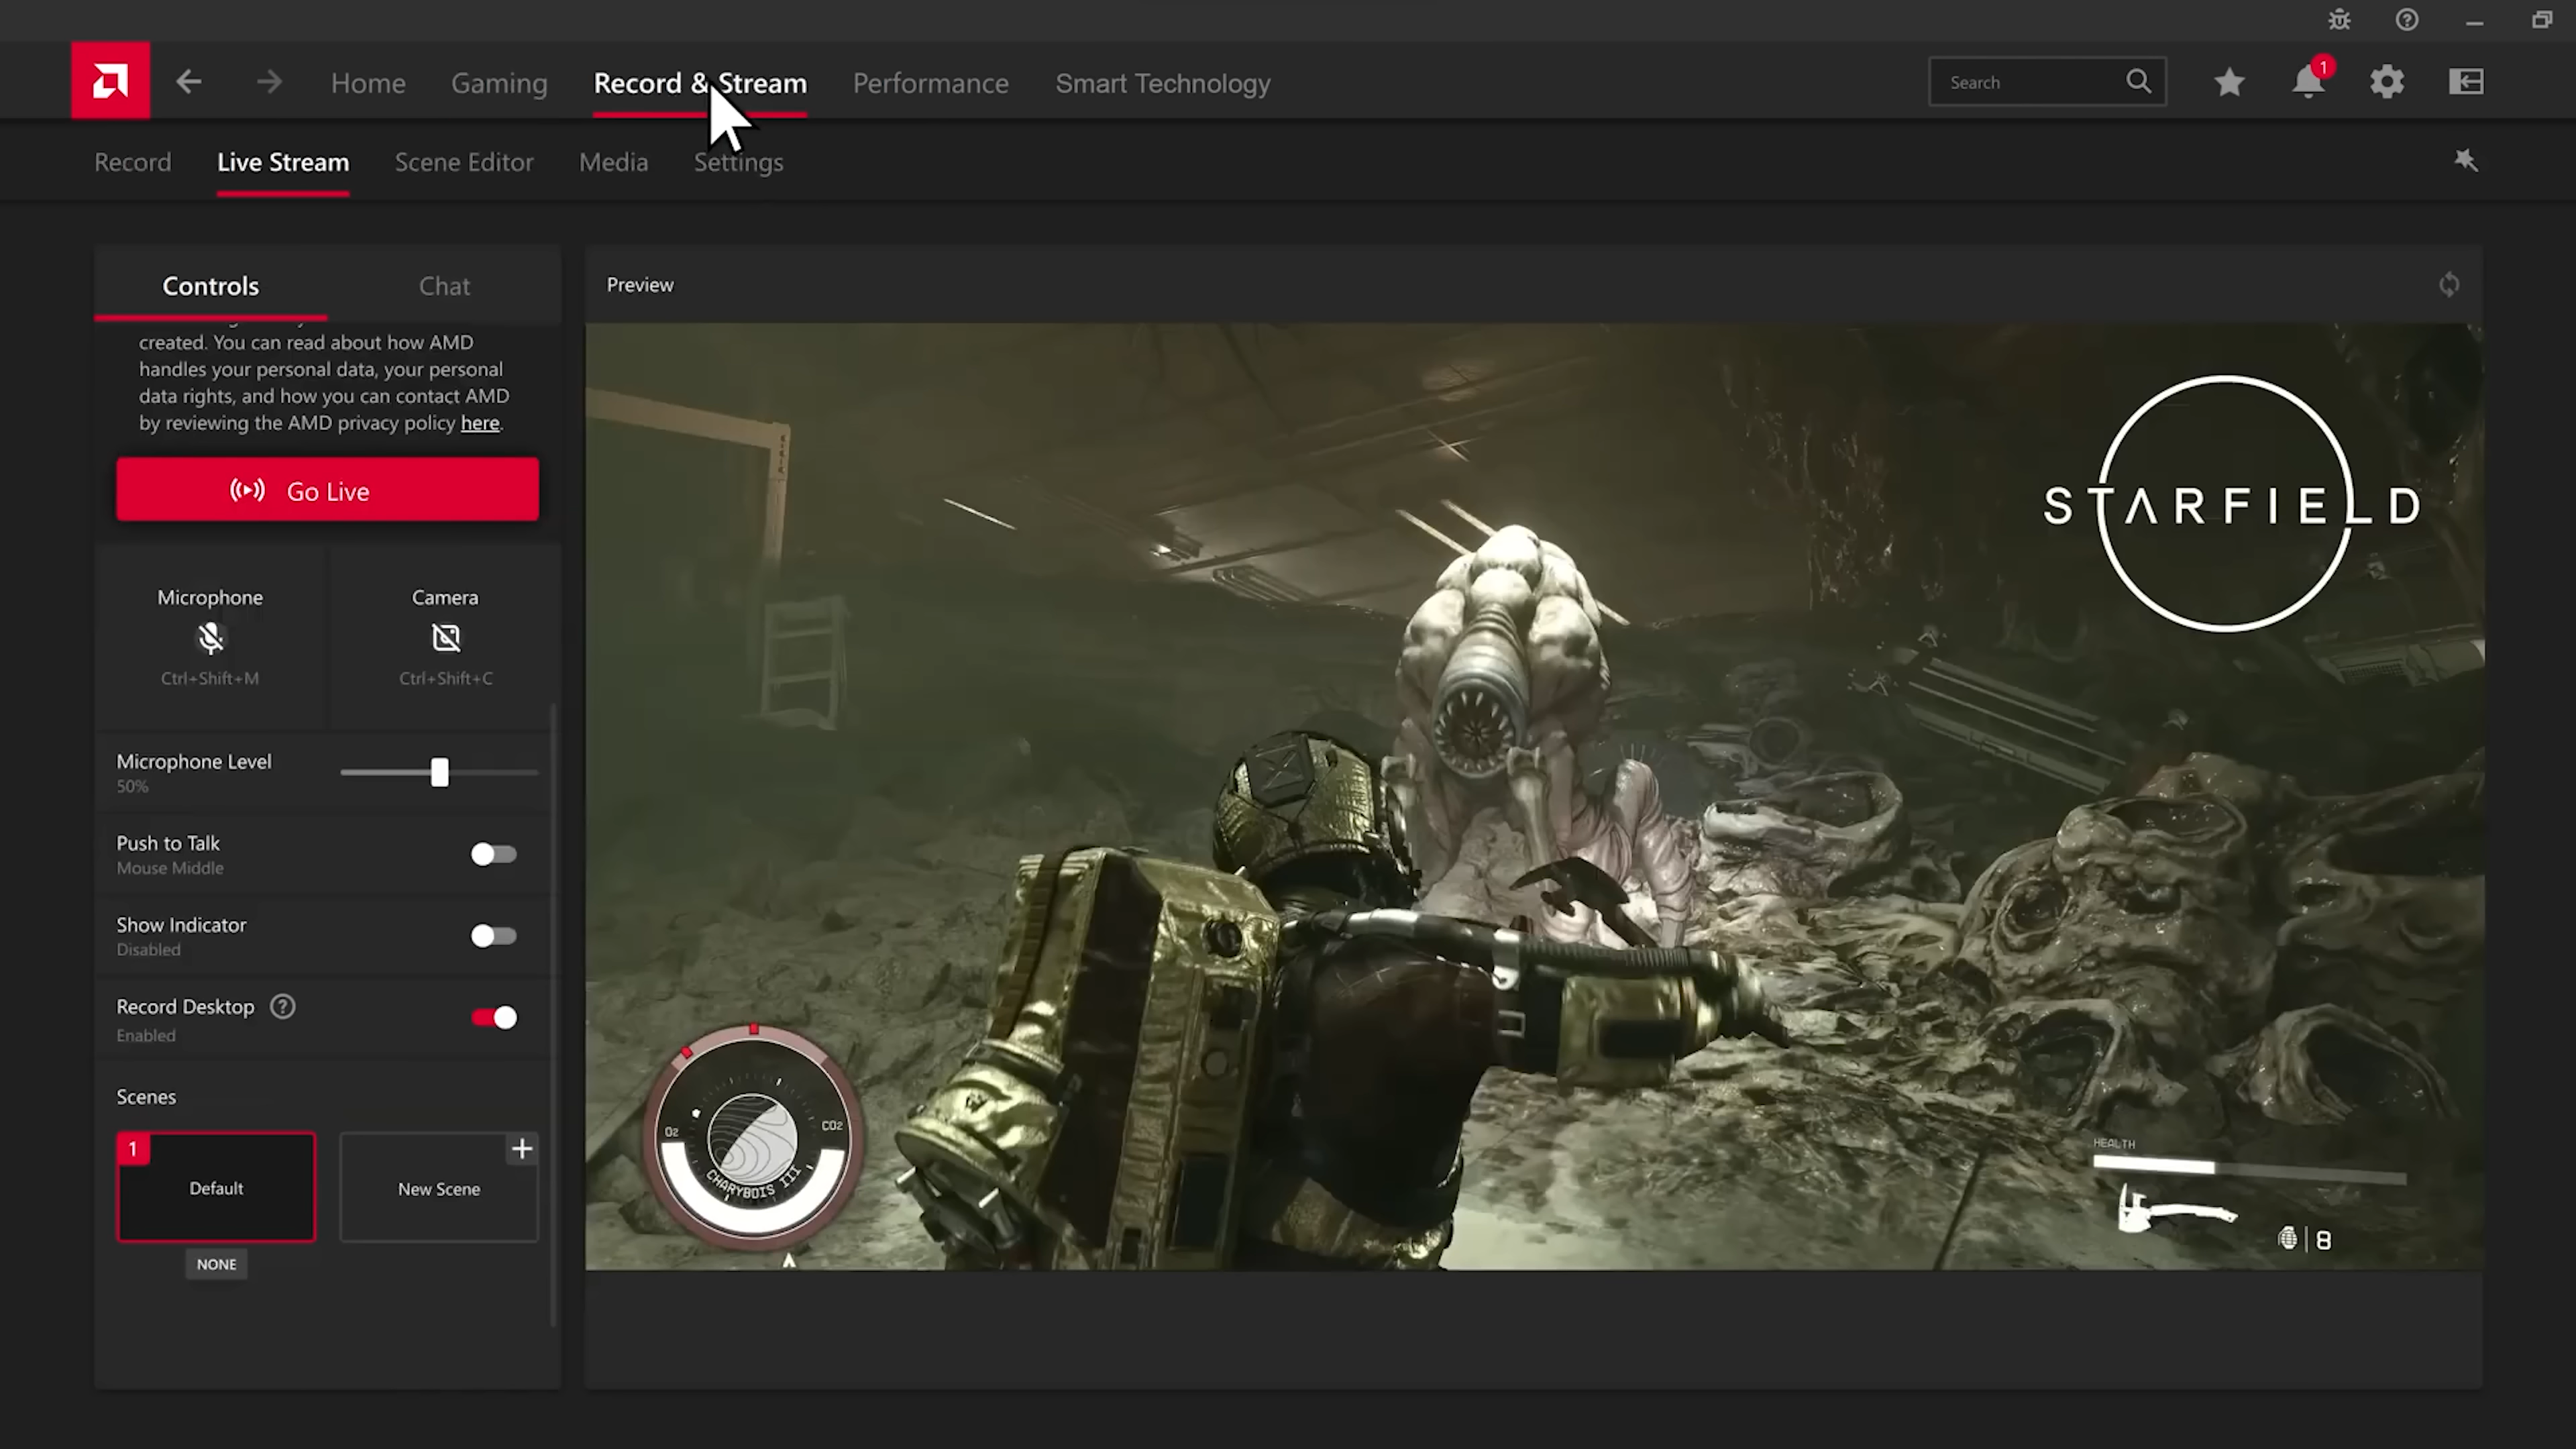 Home
Gaming
Record & Stream
Performance
Smart Technology
Search
1
Record
Live Stream
Scene Editor
Media
Settings
Controls
Chat
created. You can read about how AMD
handles your personal data, your personal
data rights, and how you can contact AMD
by reviewing the AMD privacy policy here.
Go Live
Microphone
Ctrl+Shift+M
Camera
Ctrl+Shift+C
Microphone Level
50%
Push to Talk
Mouse Middle
Show Indicator
Disabled
Record Desktop
Enabled
Scenes
1
Default
NONE
New Scene
Preview
STARFIELD
O2
CO2
CHARYBDIS III
HEALTH
8